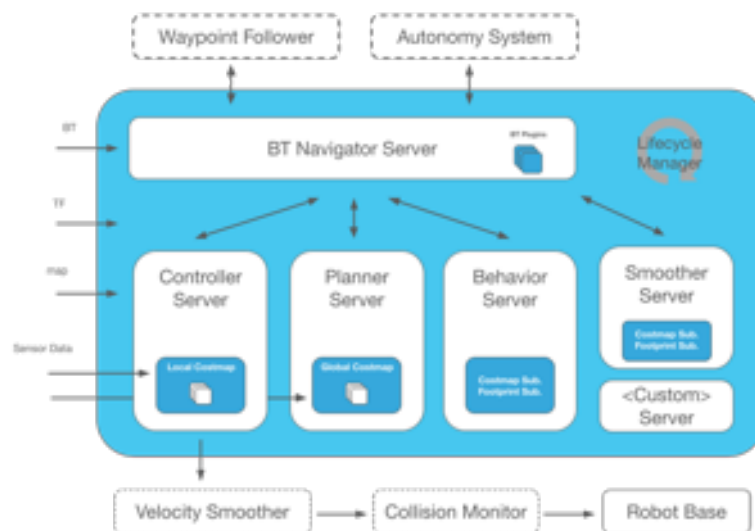 Waypoint Follower
Autonomy System
BT
BT Navigator Server
BT Plugins
Lifecycle
Manager
TF
map
Sensor Data
Controller
Server
Local Costmap
Planner
Server
Global Costmap
Behavior
Server
Costmap Sub.
Footprint Sub.
Smoother
Server
Costmap Sub.
Footprint Sub.
<Custom>
Server
Velocity Smoother
Collision Monitor
Robot Base